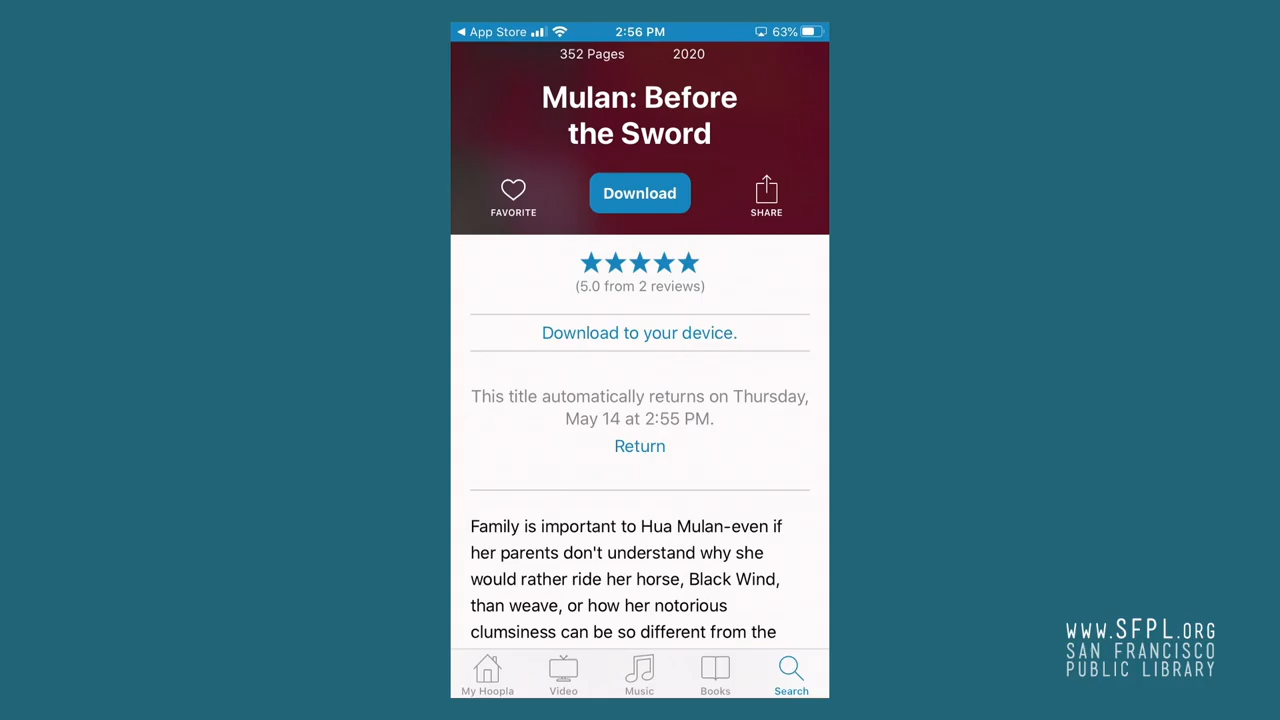 App Store
2:56 PM
63%
352 Pages
2020
Mulan: Before
the Sword
FAVORITE
Download
SHARE
(5.0 from 2 reviews)
Download to your device.
This title automatically returns on Thursday,
May 14 at 2:55 PM.
Return
Family is important to Hua Mulan-even if
her parents don't understand why she
would rather ride her horse, Black Wind,
than weave, or how her notorious
clumsiness can be so different from the
My Hoopla
Video
Music
Books
Search
WWW.SFPL.ORG
SAN FRANCISCO
PUBLIC LIBRARY